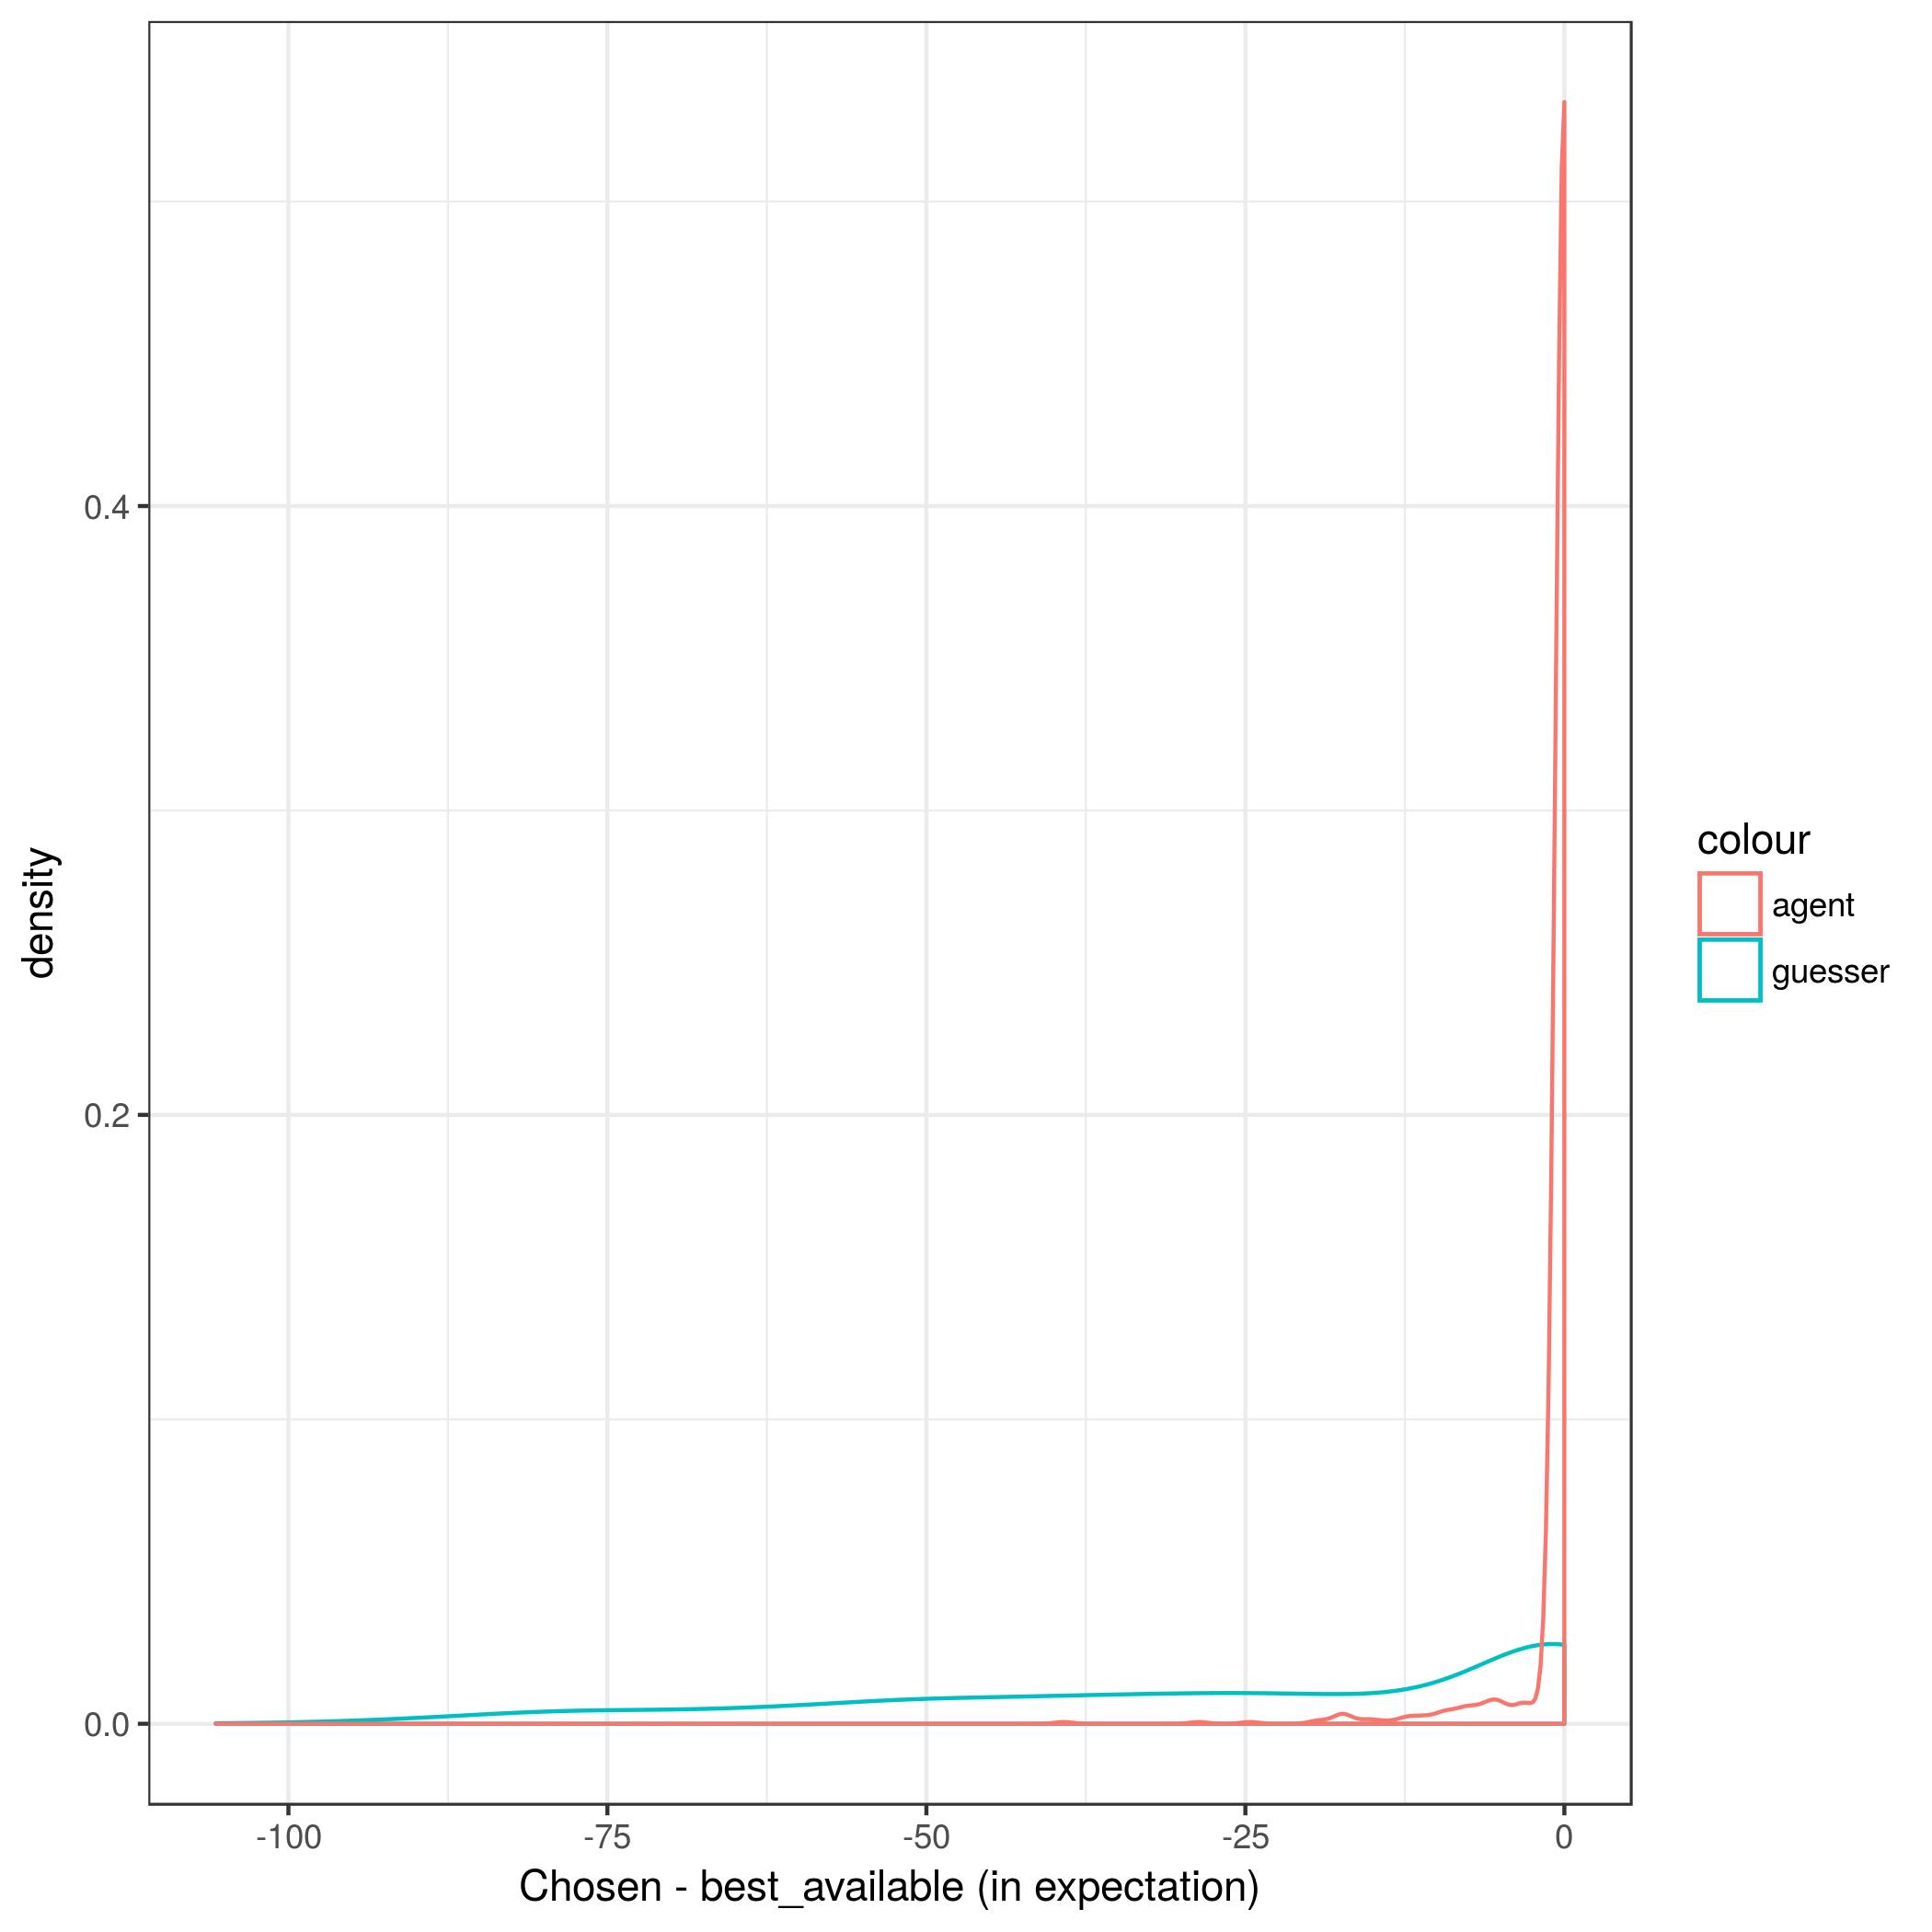 density
0.4
0.2
0.0
-100 -75 -50 -25 0
Chosen - best_available (in expectation)
colour
agent
guesser